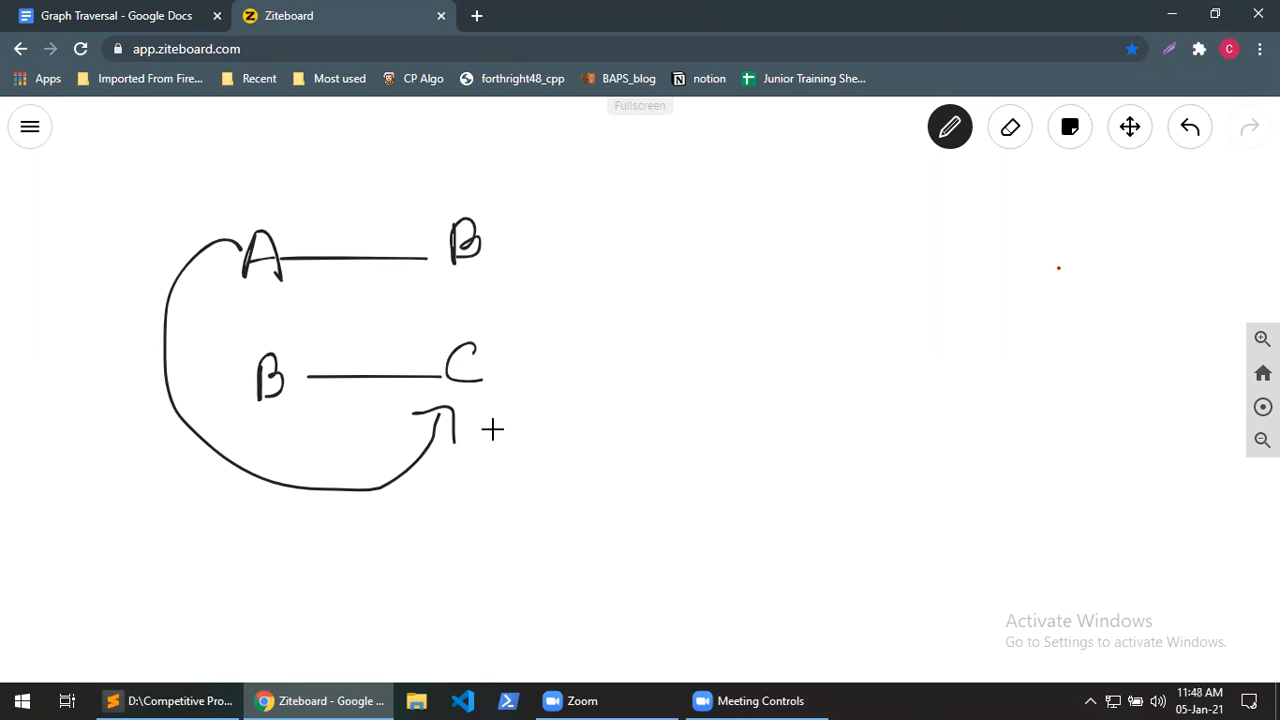 Graph Traversal - Google Docs
Ziteboard
app.ziteboard.com
Apps
Imported From Fire...
Recent
Most used
CP Algo
forthright48_cpp
BAPS_blog
notion
Junior Training She...
C
Fullscreen
A B
B C
Activate Windows
Go to Settings to activate Windows.
D:\Competitive Pro...
Ziteboard - Google ...
Zoom
Meeting Controls
11:48 AM
05-Jan-21